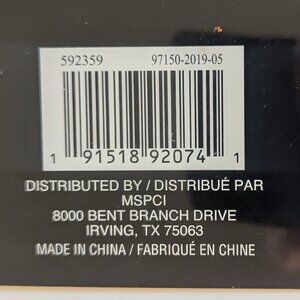 592359 97150-2019-05
1 91518 92074 1
DISTRIBUTED BY / DISTRIBUÉ PAR
MSPCI
8000 BENT BRANCH DRIVE
IRVING, TX 75063
MADE IN CHINA / FABRIQUÉ EN CHINE